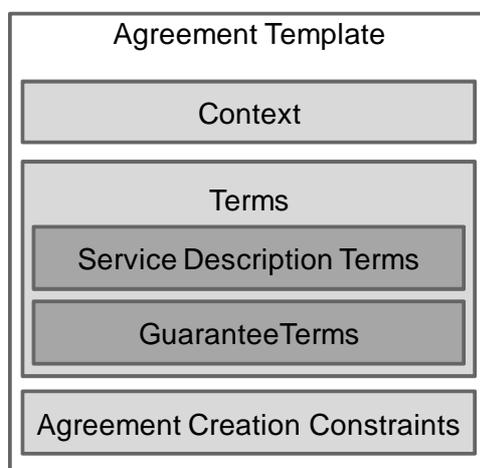 Agreement Template
Context
Terms
Service Description Terms
GuaranteeTerms
Agreement Creation Constraints